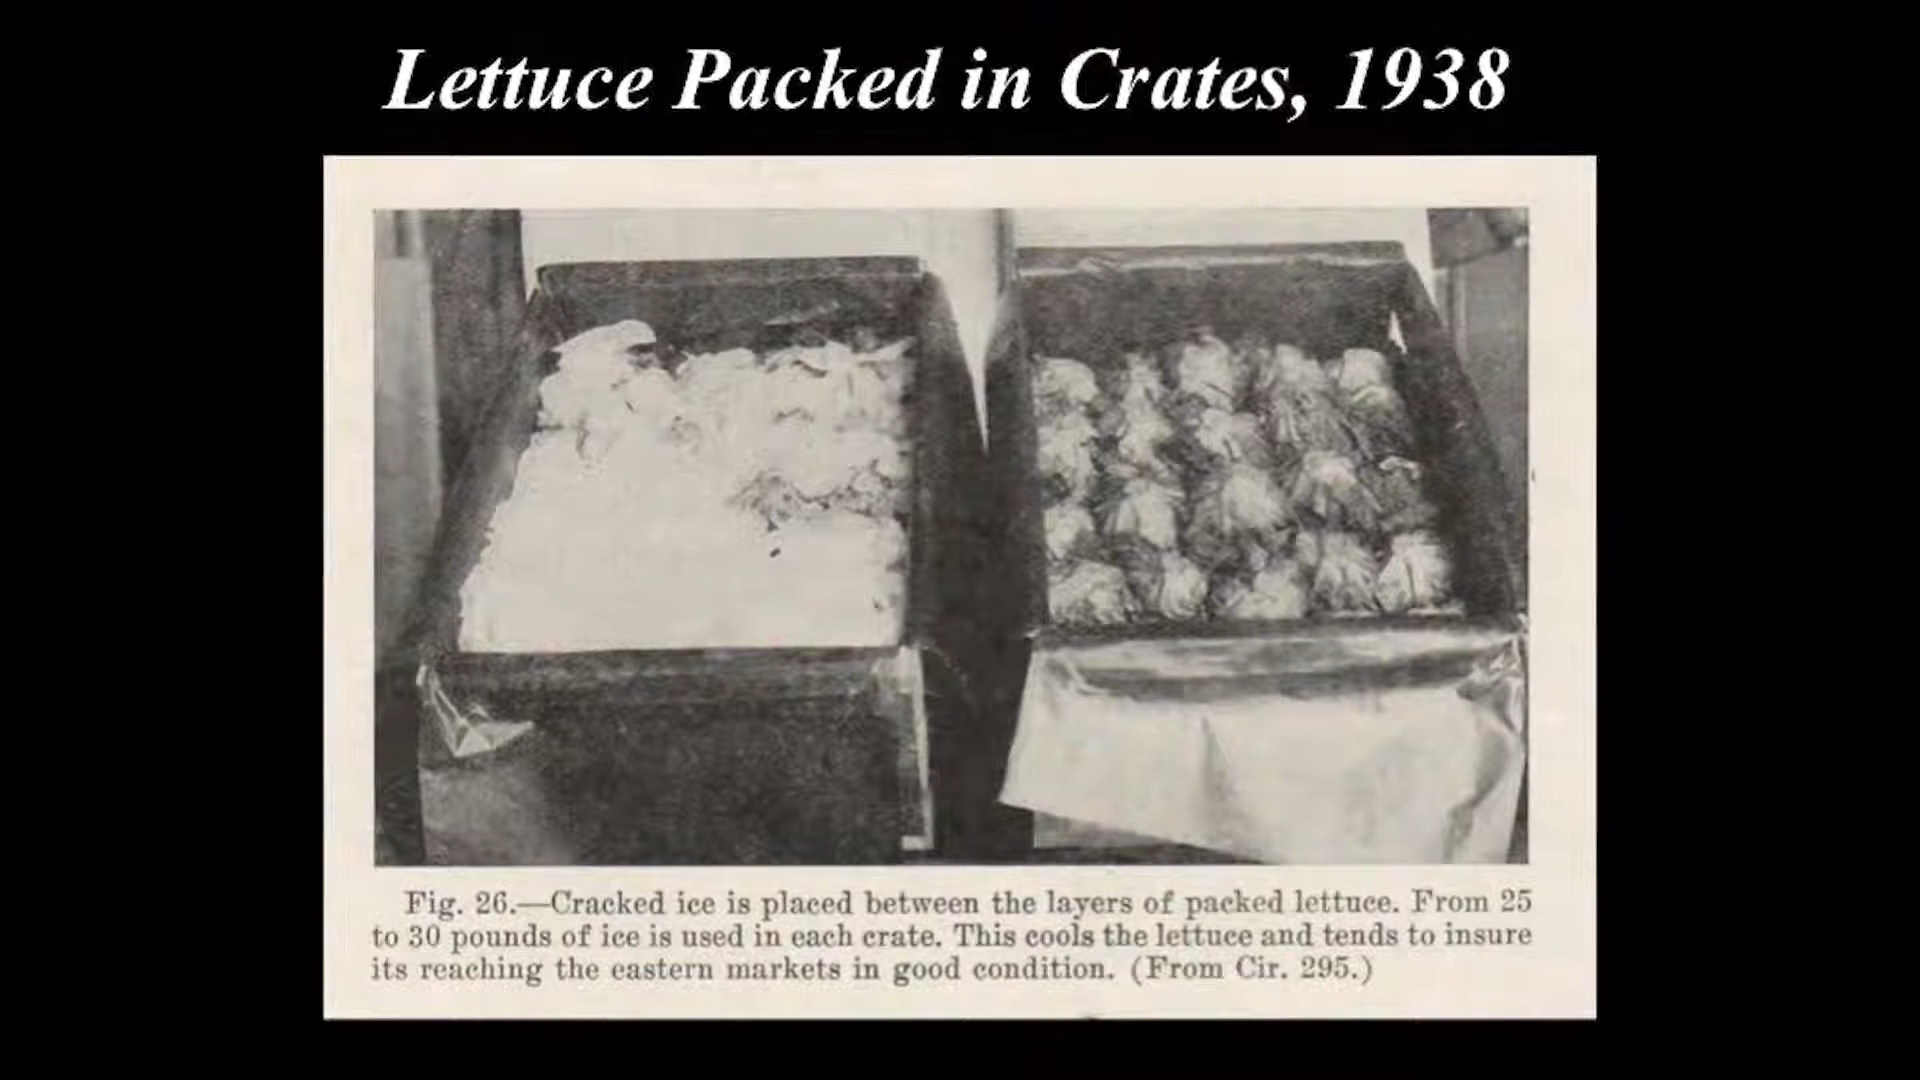 Lettuce Packed in Crates, 1938
Fig. 26.—Cracked ice is placed between the layers of packed lettuce. From 25
to 30 pounds of ice is used in each crate. This cools the lettuce and tends to insure
its reaching the eastern markets in good condition. (From Cir. 295.)